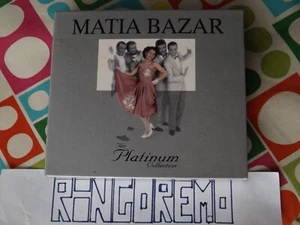 MATIA BAZAR
The
Platinum
Collection
RINGOREMO